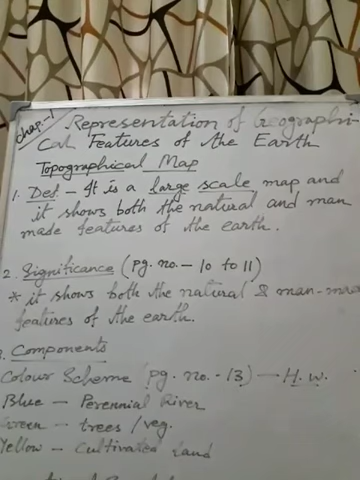 Chap:-1
Representation of Geographi-
cal Features of the Earth
Topographical Map
1. Def - It is a large scale map and
it shows both the natural and man
made features of the earth.
2. Significance (pg. no. - 10 to 11)
* it shows both the natural & man-made
features of the earth.
3. Components
Colour Scheme (pg. no. - 13) — H.W.
Blue — Perennial River
Green — trees/veg.
Yellow — Cultivated land